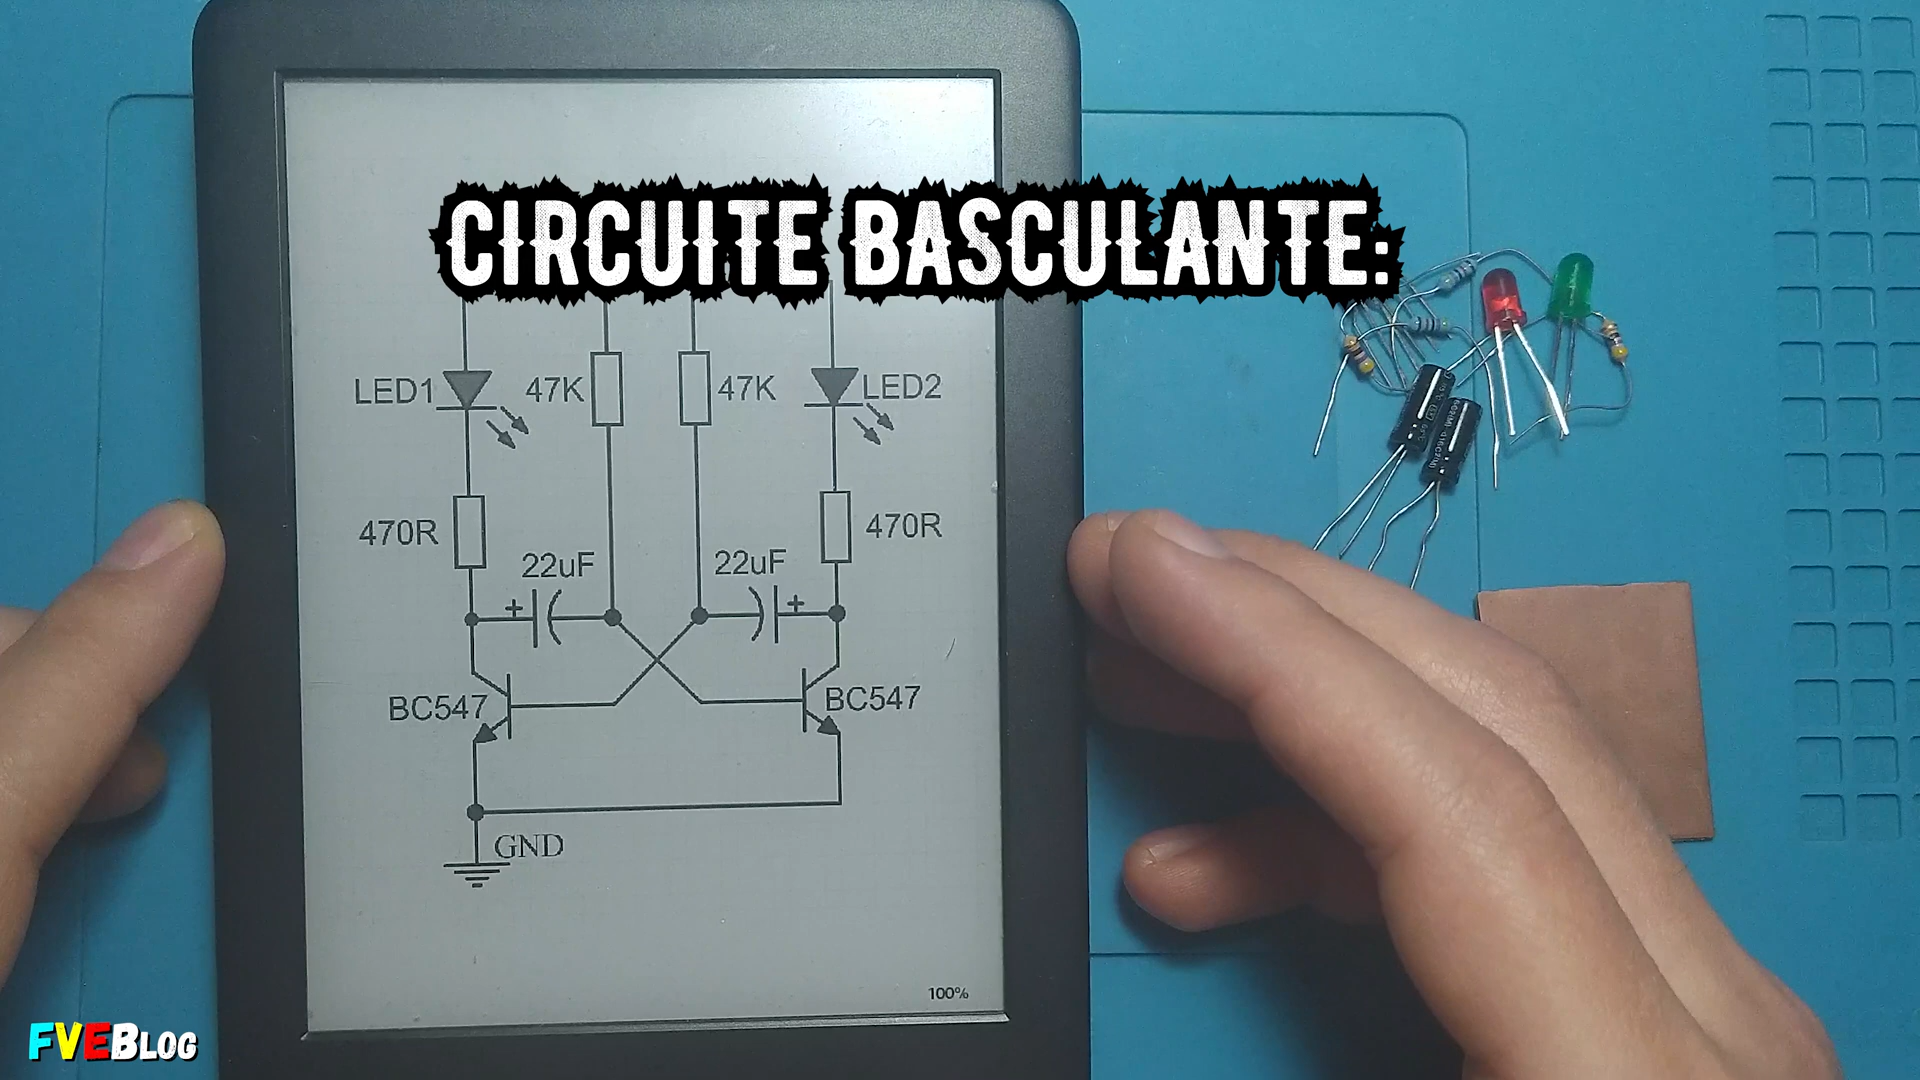 CIRCUITE BASCULANTE:
LED1
47K
47K
LED2
470R
22uF
22uF
470R
+
+
BC547
BC547
GND
100%
FVEBLOG